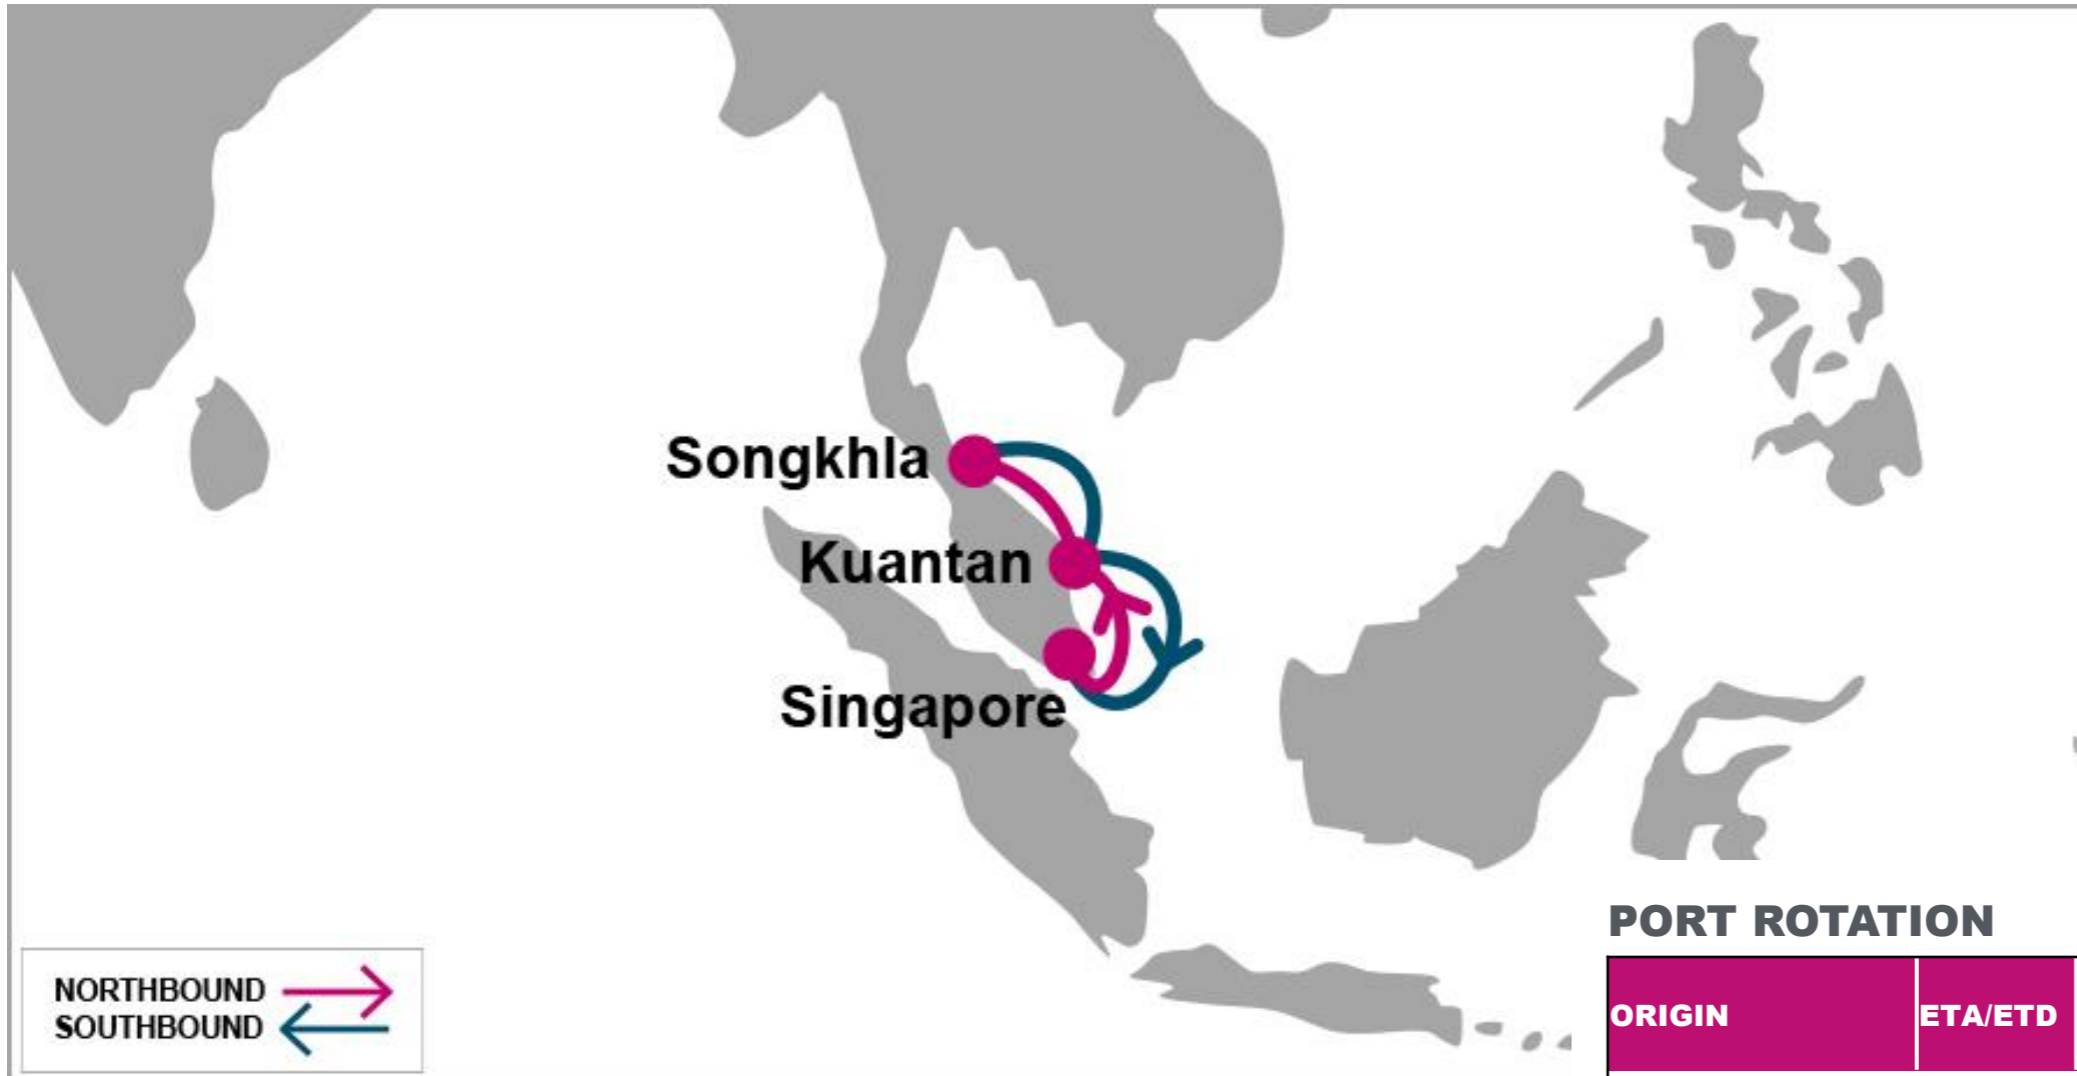 Songkhla
Kuantan
Singapore
PORT ROTATION
ORIGIN ETA/ETD
NORTHBOUND
SOUTHBOUND